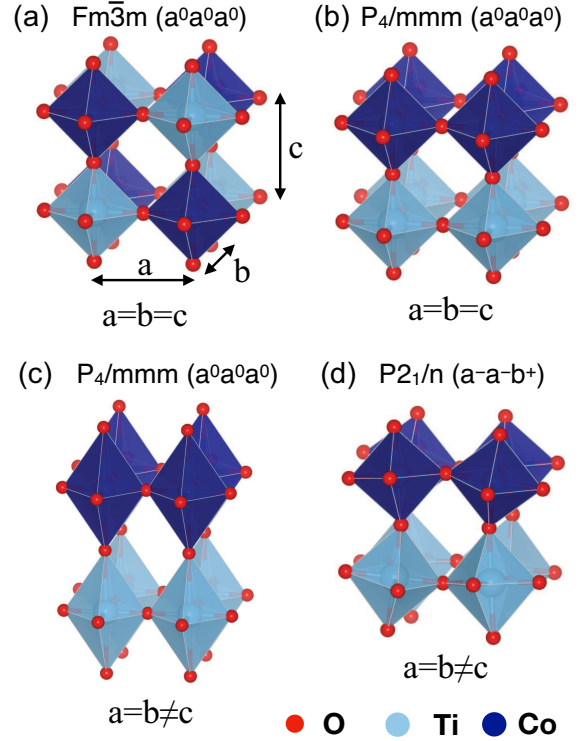 (a) Fm3̅m (a⁰a⁰a⁰)
(b) P₄/mmm (a⁰a⁰a⁰)
c
a
b
a=b=c
a=b=c
(c) P₄/mmm (a⁰a⁰a⁰)
(d) P2₁/n (a⁻a⁻b⁺)
a=b≠c
a=b≠c
O Ti Co